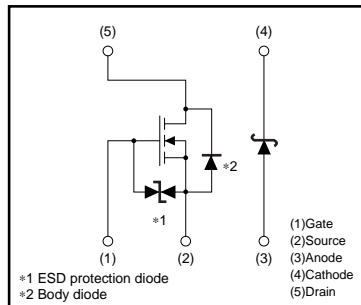 (5)
(4)
∗2
∗1
(1)
(2)
(3)
∗1 ESD protection diode
∗2 Body diode
(1)Gate
(2)Source
(3)Anode
(4)Cathode
(5)Drain